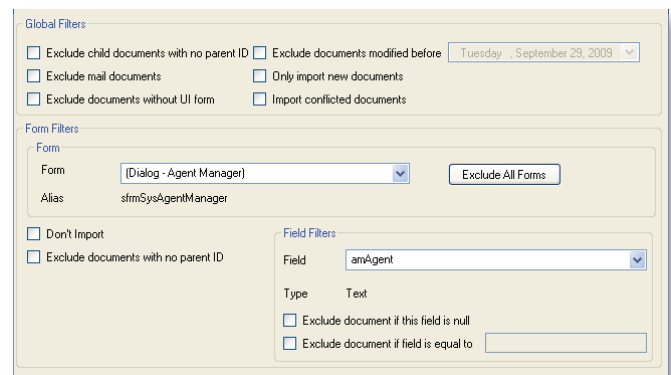 Global Filters
Exclude child documents with no parent ID Exclude documents modified before Tuesday , September 29, 2009
Exclude mail documents Only import new documents
Exclude documents without UI form Import conflicted documents
Form Filters
Form
Form (Dialog - Agent Manager) Exclude All Forms
Alias sfrmSysAgentManager
Don't Import Field Filters
Exclude documents with no parent ID Field amAgent
Type Text
Exclude document if this field is null
Exclude document if field is equal to